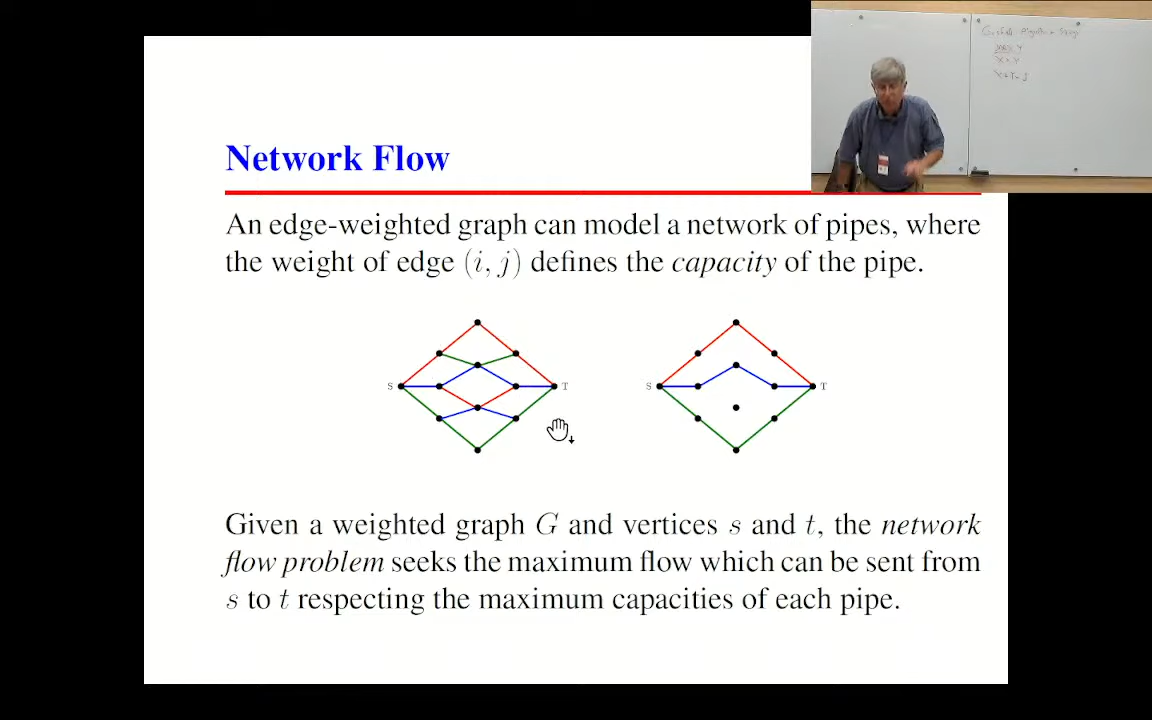 Network Flow
An edge-weighted graph can model a network of pipes, where
the weight of edge (i, j) defines the capacity of the pipe.
S T S T
Given a weighted graph G and vertices s and t, the network
flow problem seeks the maximum flow which can be sent from
s to t respecting the maximum capacities of each pipe.